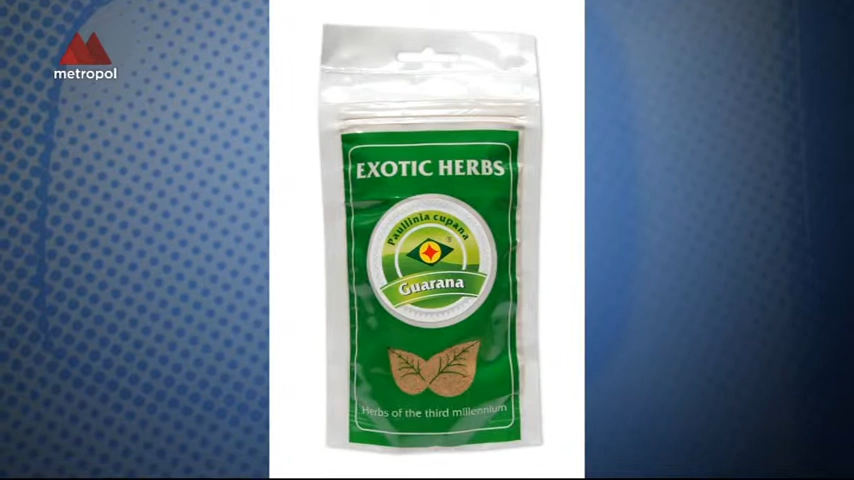 metropol
EXOTIC HERBS
Paullinia cupana
®
Guarana
Herbs of the third millennium